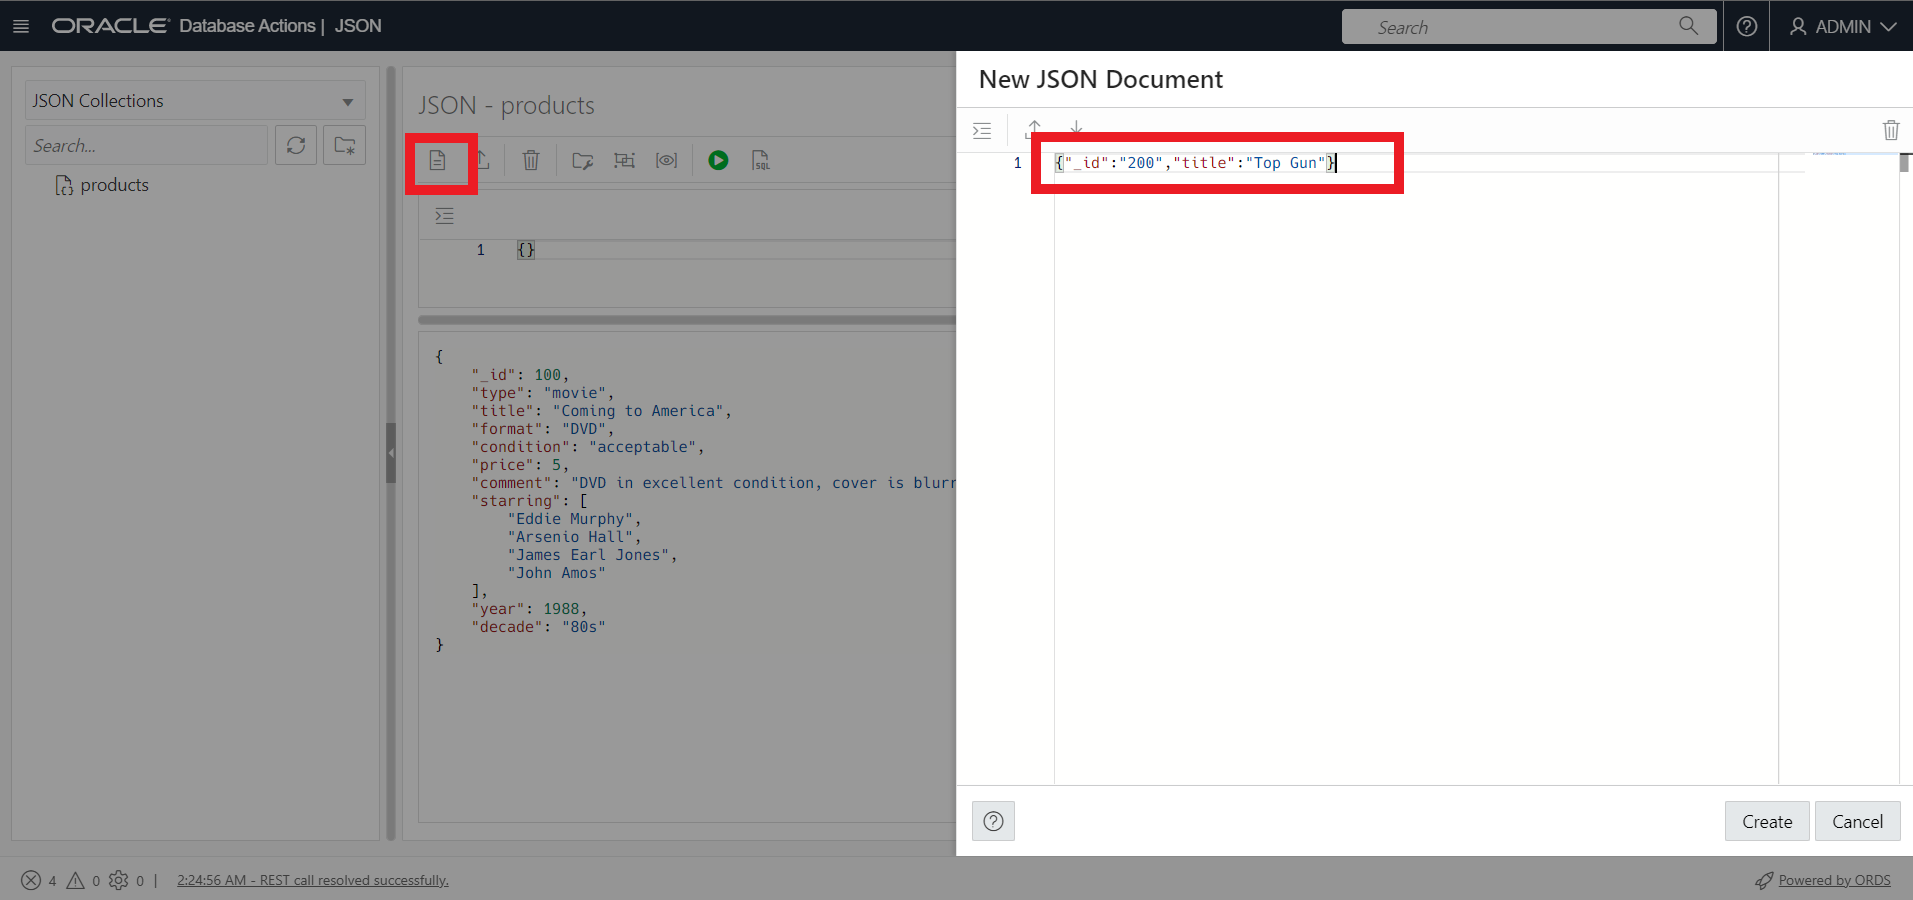 ORACLE Database Actions | JSON
Search
ADMIN
JSON Collections
Search...
products
JSON - products
SQL
1 {}
{
"_id": 100,
"type": "movie",
"title": "Coming to America",
"format": "DVD",
"condition": "acceptable",
"price": 5,
"comment": "DVD in excellent condition, cover is blurr
"starring": [
"Eddie Murphy",
"Arsenio Hall",
"James Earl Jones",
"John Amos"
],
"year": 1988,
"decade": "80s"
}
New JSON Document
1 {"_id":"200","title":"Top Gun"}
Create
Cancel
4 0 0 | 2:24:56 AM - REST call resolved successfully.
Powered by ORDS